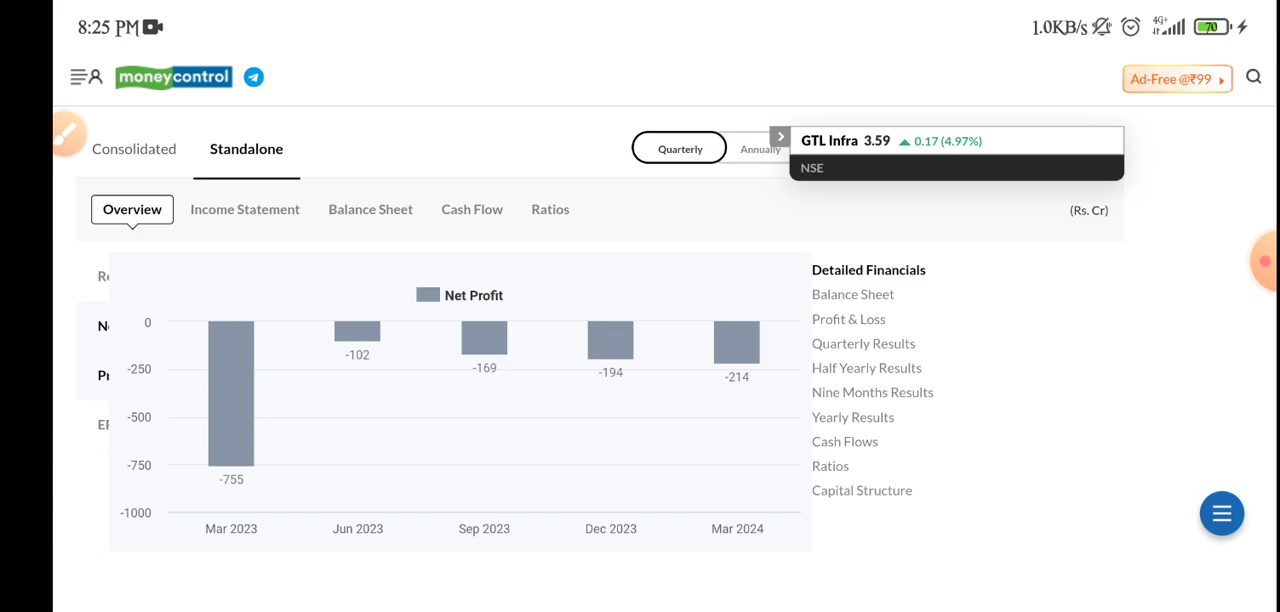 8:25 PM
1.0KB/s 4G+ 70
moneycontrol
Ad-Free @₹99
Consolidated Standalone
Quarterly Annually
GTL Infra 3.59 0.17 (4.97%)
NSE
Overview Income Statement Balance Sheet Cash Flow Ratios
(Rs. Cr)
Net Profit
0
-250
-500
-750
-1000
-755
-102
-169
-194
-214
Mar 2023 Jun 2023 Sep 2023 Dec 2023 Mar 2024
Detailed Financials
Balance Sheet
Profit & Loss
Quarterly Results
Half Yearly Results
Nine Months Results
Yearly Results
Cash Flows
Ratios
Capital Structure